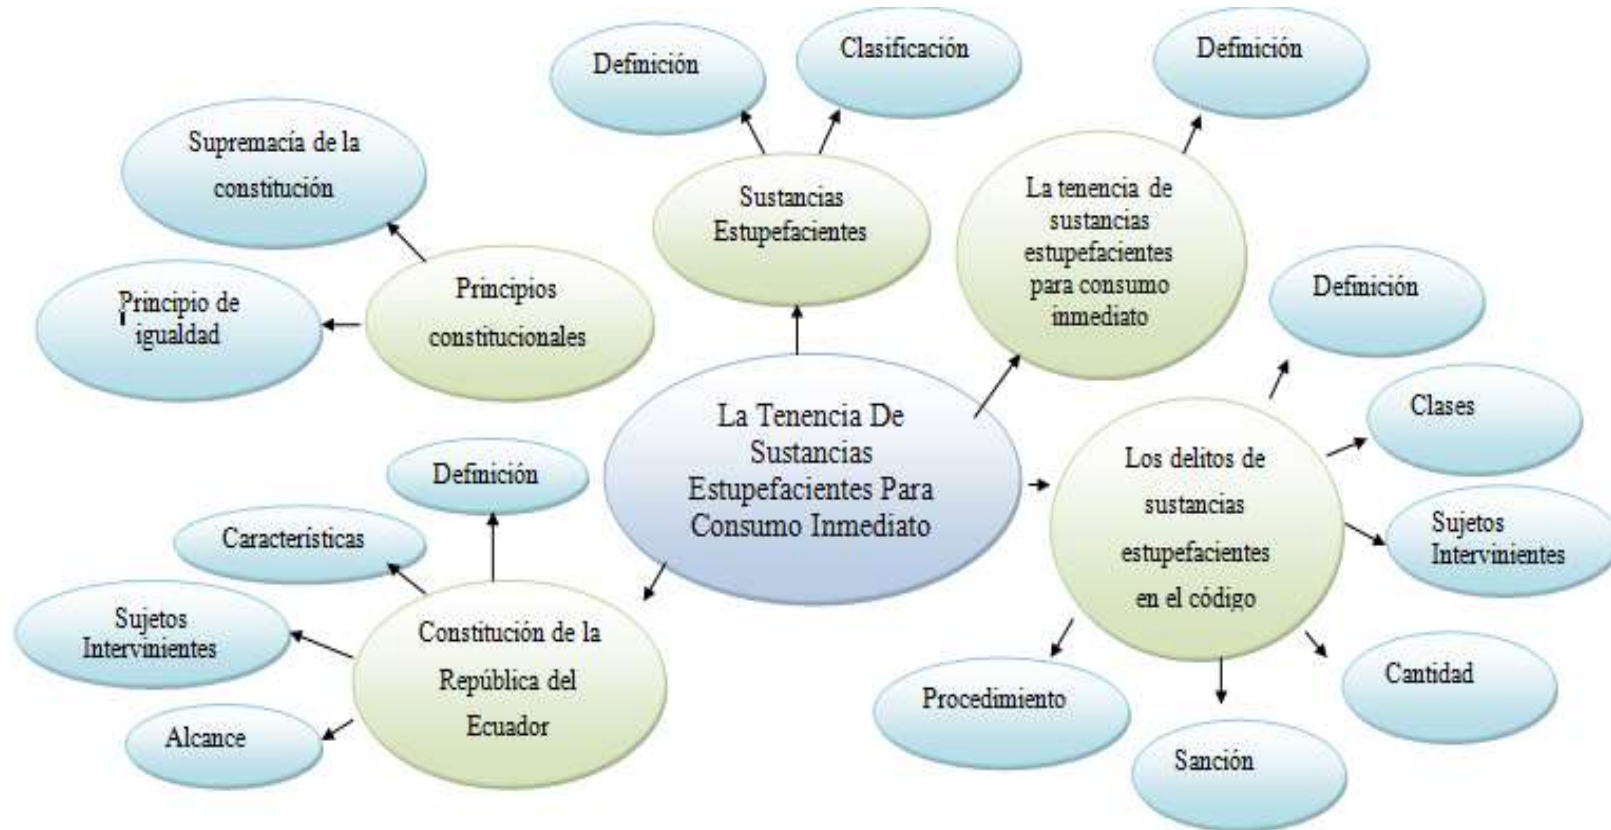 Definición
Clasificación
Definición
Supremacía de la
constitución
Sustancias
Estupefacientes
La tenencia de
sustancias
estupefacientes
para consumo
inmediato
Principio de
igualdad
Principios
constitucionales
Definición
La Tenencia De
Sustancias
Estupefacientes Para
Consumo Inmediato
Clases
Los delitos de
sustancias
estupefacientes
en el código
Definición
Características
Sujetos
Intervinientes
Sujetos
Intervinientes
Constitución de la
República del
Ecuador
Alcance
Procedimiento
Cantidad
Sanción